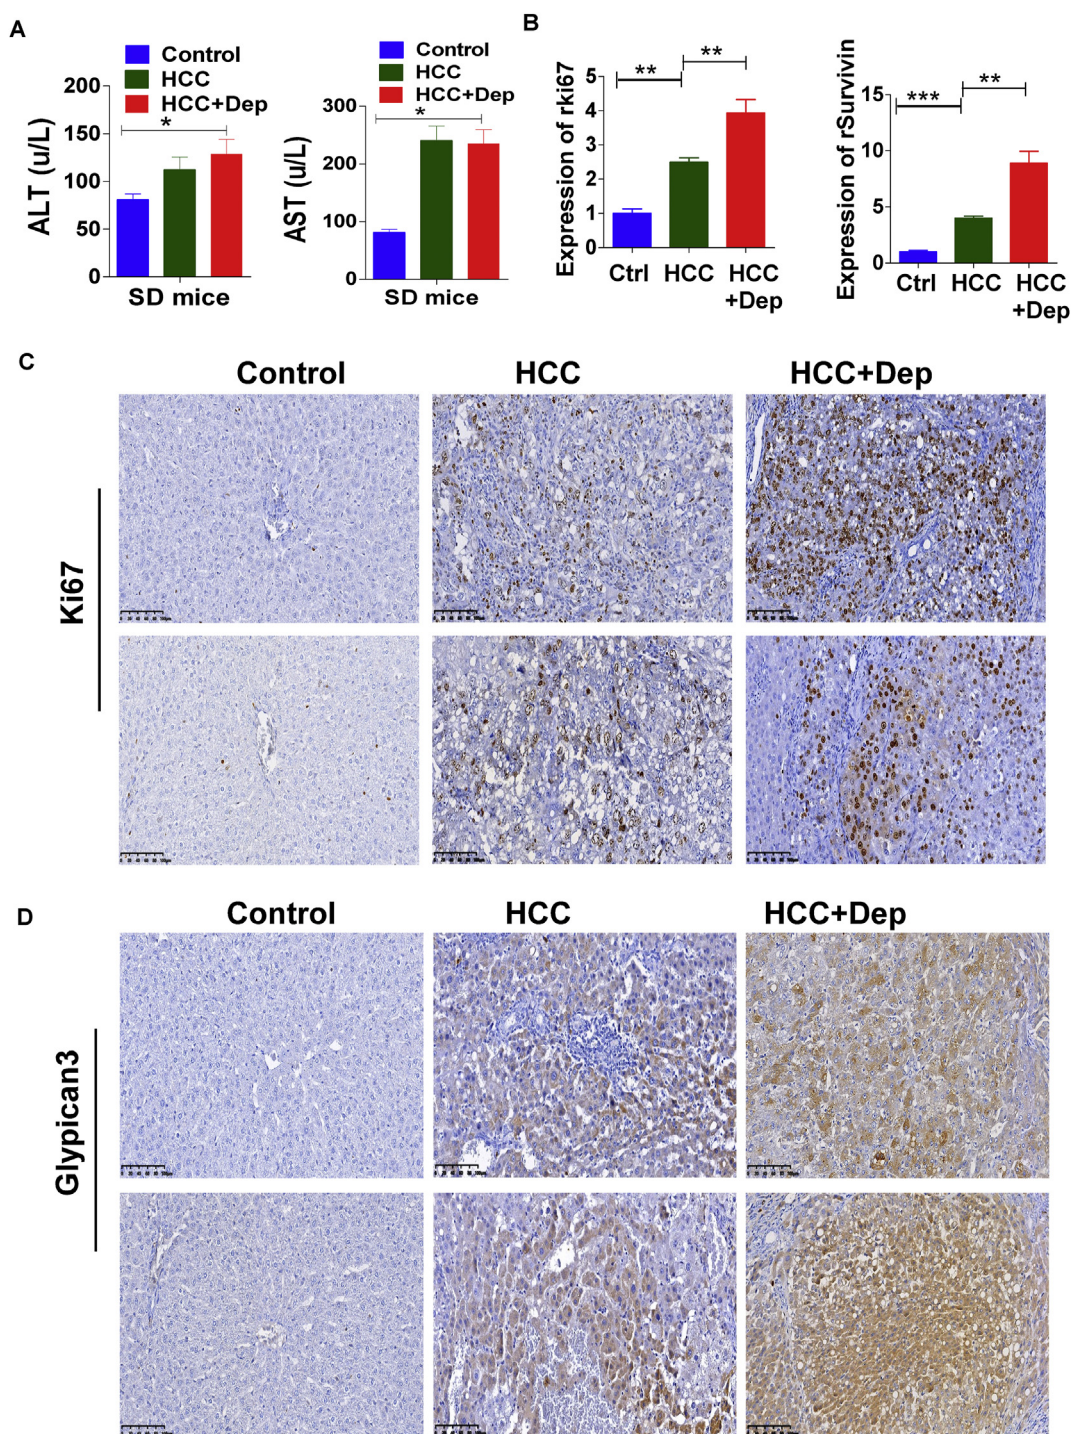 A
Control
HCC
HCC+Dep
*
ALT (u/L)
200
150
100
50
0
SD mice
Control
HCC
HCC+Dep
*
AST (u/L)
300
200
100
0
SD mice
B
Expression of rki67
5
4
3
2
1
0
**
**
Ctrl
HCC
HCC
+Dep
Expression of rSurvivin
15
10
5
0
***
**
Ctrl
HCC
HCC
+Dep
C
Control
HCC
HCC+Dep
Ki67
D
Control
HCC
HCC+Dep
Glypican3